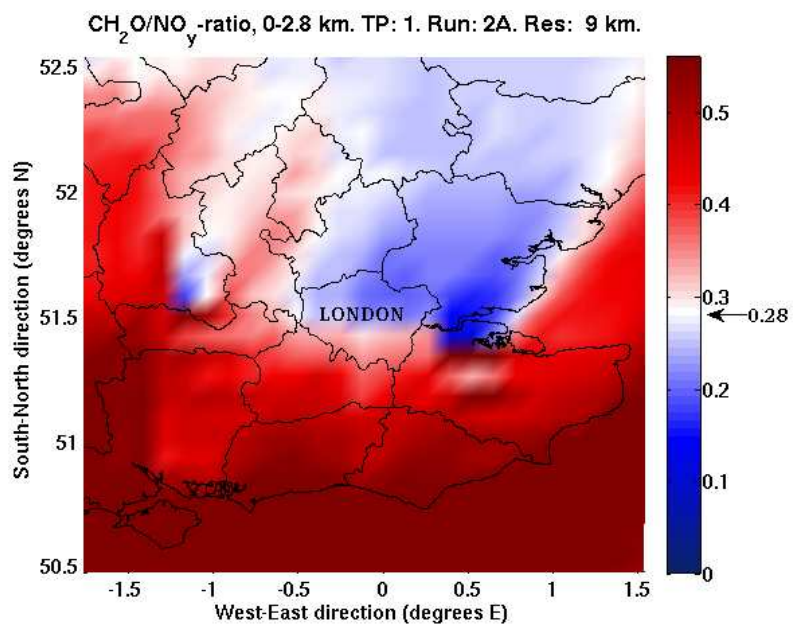 CH2O/NOy-ratio, 0-2.8 km. TP: 1. Run: 2A. Res: 9 km.
52.5
52
51.5
51
50.5
South-North direction (degrees N)
LONDON
-1.5 -1 -0.5 0 0.5 1 1.5
West-East direction (degrees E)
0.5
0.4
0.3
0.28
0.2
0.1
0